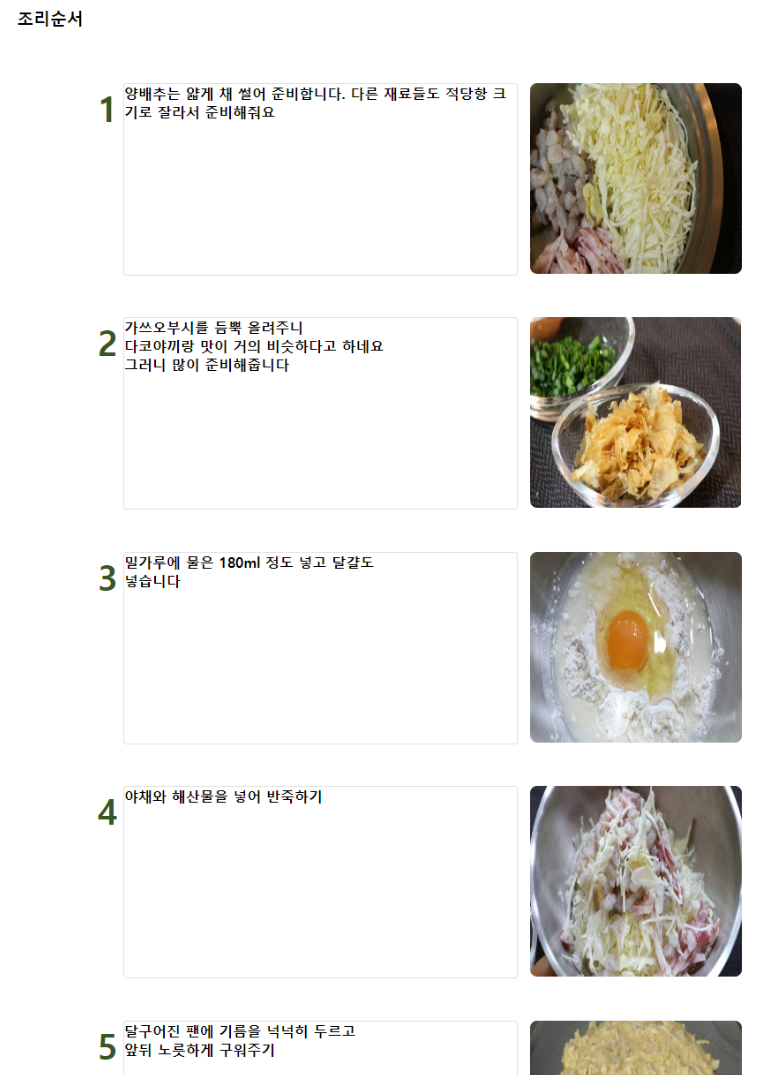 조리순서
1
양배추는 얇게 채 썰어 준비합니다. 다른 재료들도 적당항 크
기로 잘라서 준비해줘요
2
가쓰오부시를 듬뿍 올려주니
다코야끼랑 맛이 거의 비슷하다고 하네요
그러니 많이 준비해줍니다
3
밀가루에 물은 180ml 정도 넣고 달걀도
넣습니다
4
야채와 해산물을 넣어 반죽하기
5
달구어진 팬에 기름을 넉넉히 두르고
앞뒤 노릇하게 구워주기